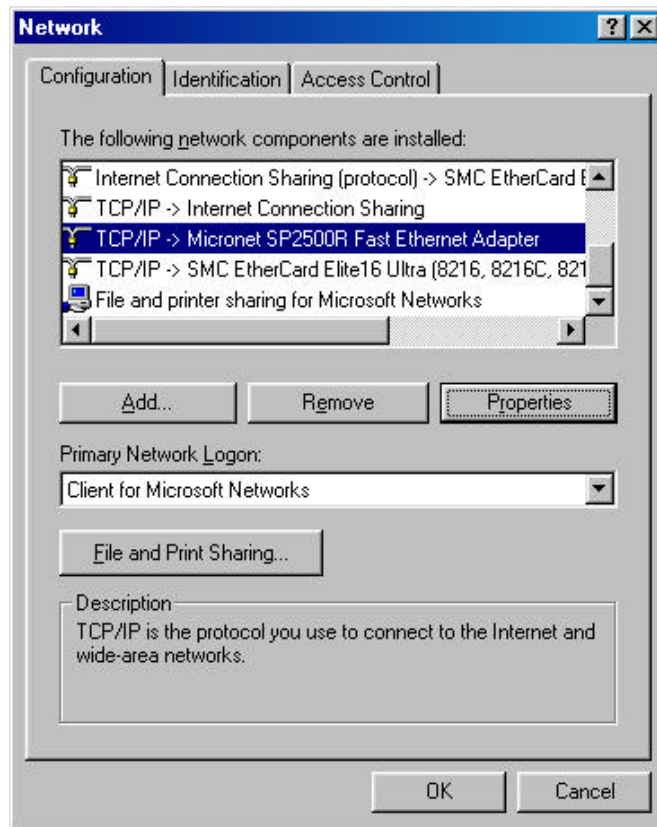 Network
Configuration Identification Access Control
The following network components are installed:
Internet Connection Sharing (protocol) -> SMC EtherCard E
TCP/IP -> Internet Connection Sharing
TCP/IP -> Micronet SP2500R Fast Ethernet Adapter
TCP/IP -> SMC EtherCard Elite16 Ultra (8216, 8216C, 821
File and printer sharing for Microsoft Networks
Add... Remove Properties
Primary Network Logon:
Client for Microsoft Networks
File and Print Sharing...
Description
TCP/IP is the protocol you use to connect to the Internet and
wide-area networks.
OK Cancel